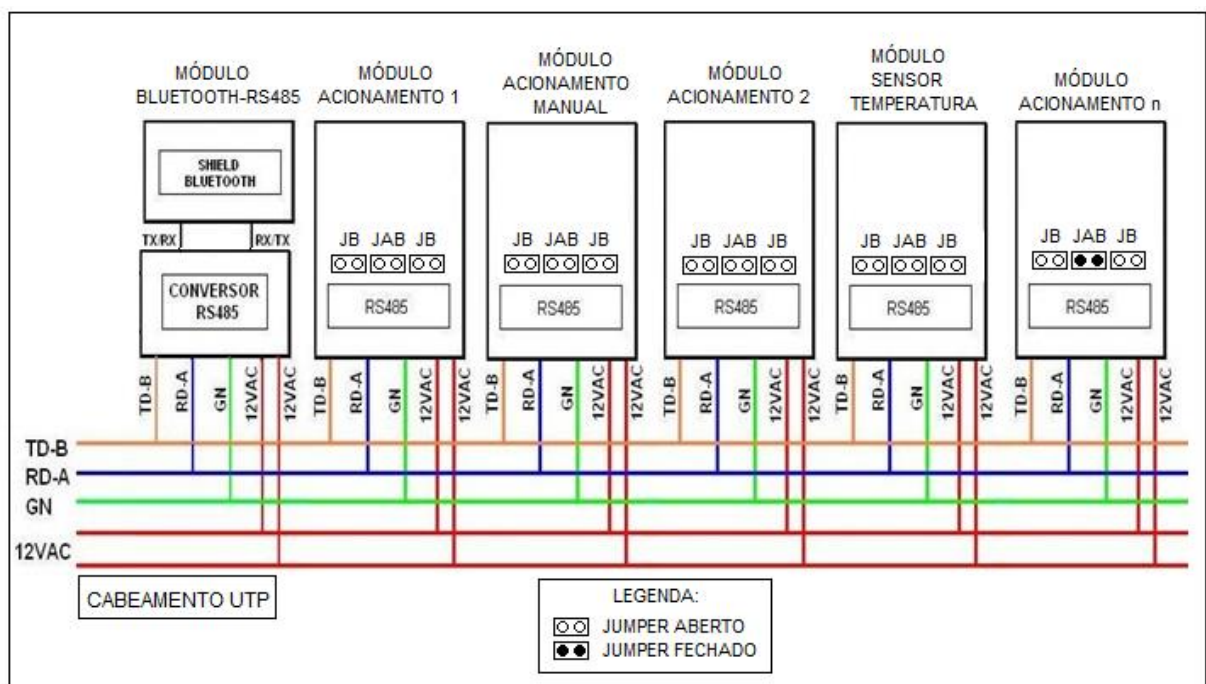 MÓDULO
BLUETOOTH-RS485
MÓDULO
ACIONAMENTO 1
MÓDULO
ACIONAMENTO
MANUAL
MÓDULO
ACIONAMENTO 2
MÓDULO
SENSOR
TEMPERATURA
MÓDULO
ACIONAMENTO n
SHIELD
BLUETOOTH
TX/RX
RX/TX
CONVERSOR
RS485
JB JAB JB
RS485
JB JAB JB
RS485
JB JAB JB
RS485
JB JAB JB
RS485
JB JAB JB
RS485
TD-B
RD-A
GN
12VAC
12VAC
TD-B
RD-A
GN
12VAC
12VAC
TD-B
RD-A
GN
12VAC
12VAC
TD-B
RD-A
GN
12VAC
12VAC
TD-B
RD-A
GN
12VAC
12VAC
TD-B
RD-A
GN
12VAC
12VAC
TD-B
RD-A
GN
12VAC
CABEAMENTO UTP
LEGENDA:
JUMPER ABERTO
JUMPER FECHADO